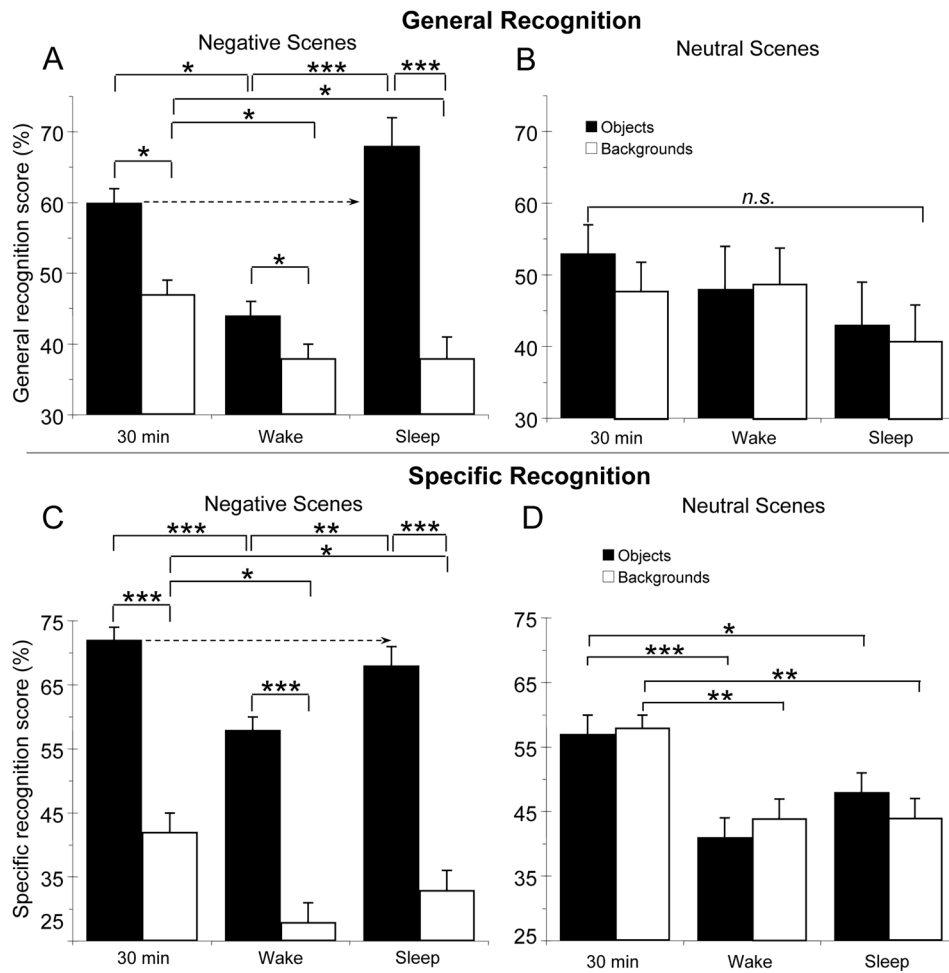 General Recognition
A
Negative Scenes
* *** ***
*
*
*
*
General recognition score (%)
70
60
50
40
30
30 min Wake Sleep
B
Neutral Scenes
Objects
Backgrounds
n.s.
70
60
50
40
30
30 min Wake Sleep
Specific Recognition
C
Negative Scenes
*** ** ***
*
*
***
***
Specific recognition score (%)
75
65
55
45
35
25
30 min Wake Sleep
D
Neutral Scenes
Objects
Backgrounds
*
***
**
**
75
65
55
45
35
25
30 min Wake Sleep